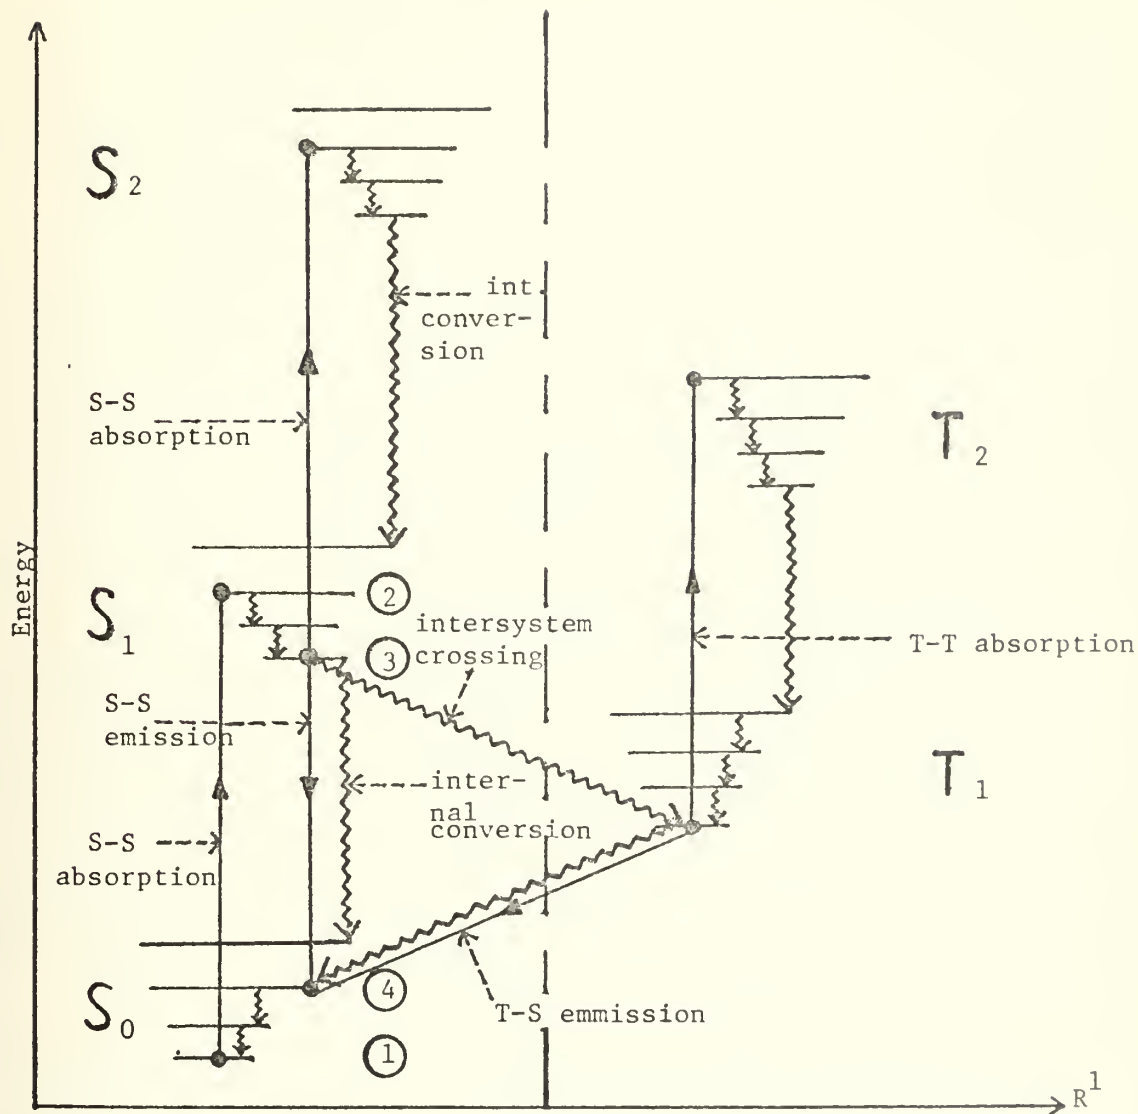 S2
int
conver-
sion
S-S
absorption
T2
Energy
S1
2
intersystem
crossing
3
T-T absorption
S-S
emission
T1
inter-
nal
conversion
S-S
absorption
4
S0
T-S emmission
1
R1